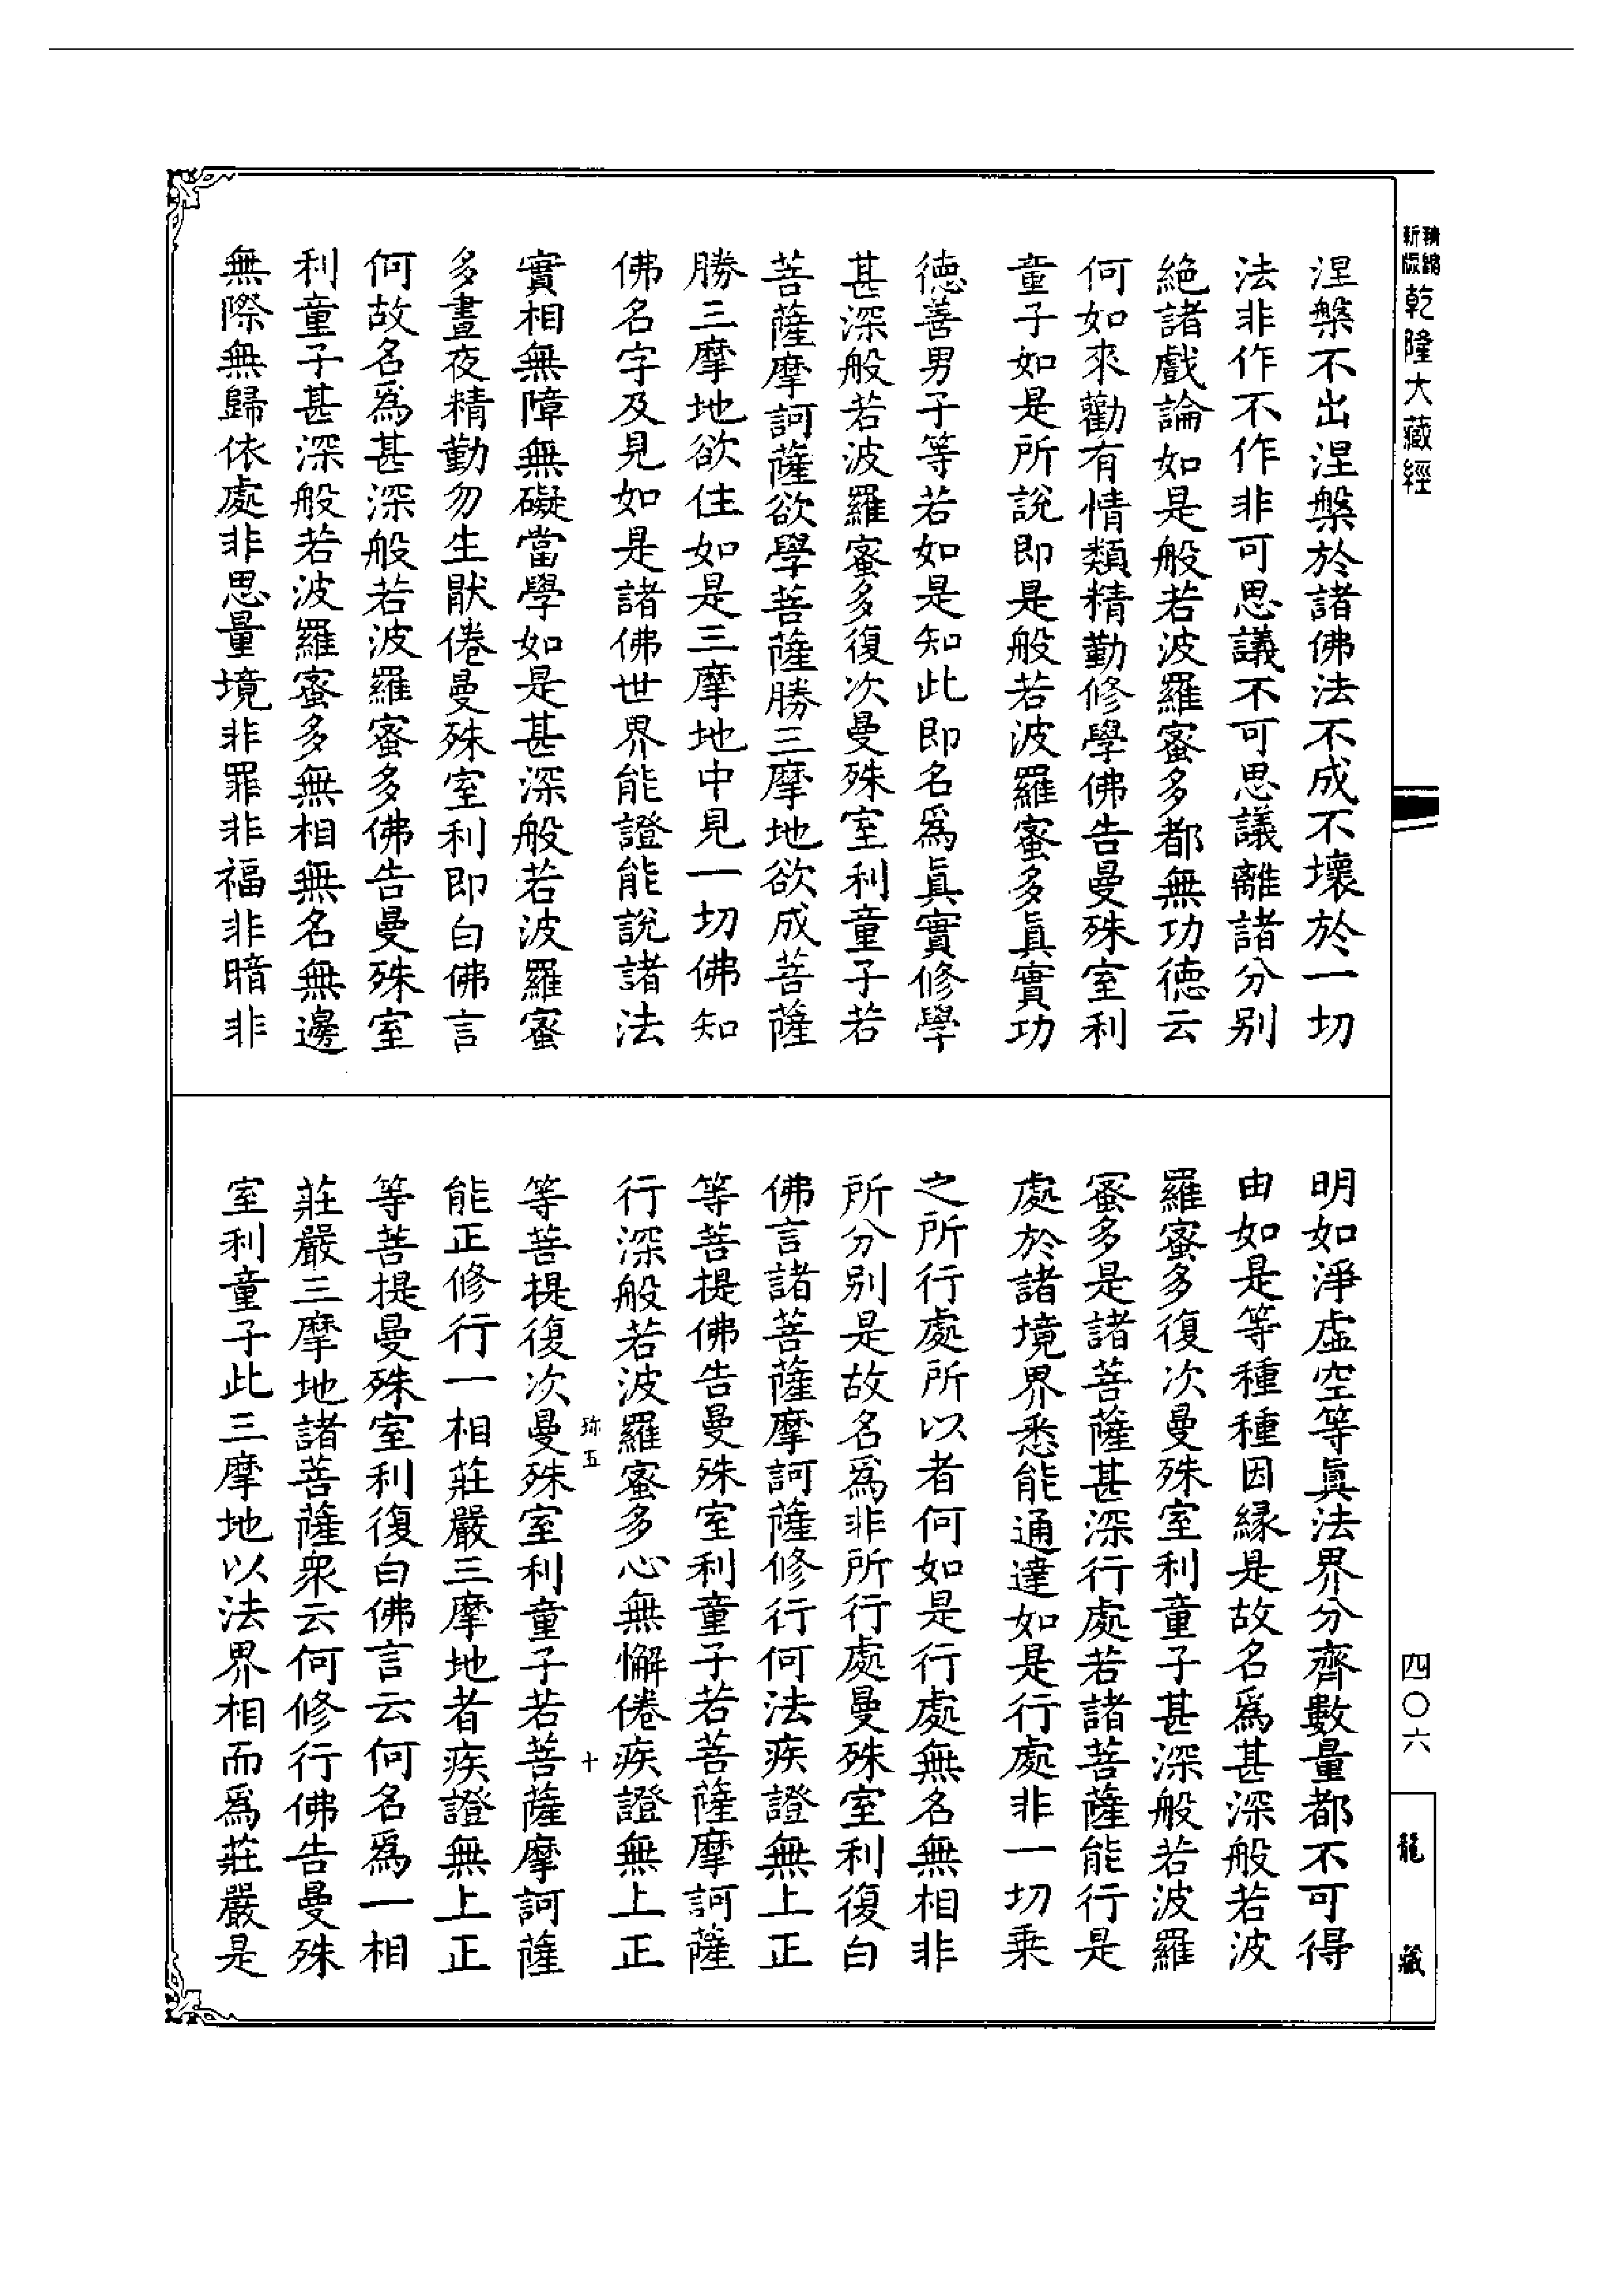 精縮
新版
乾隆大藏經
涅槃不出涅槃於諸佛法不成不壞於一切
法非作不作非可思議不可思議離諸分別
絕諸戲論如是般若波羅蜜多都無功德云
何如來勸有情類精勤修學佛告曼殊室利
童子如是所說即是般若波羅蜜多眞實功
德善男子等若如是知此即名爲眞實修學
甚深般若波羅蜜多復次曼殊室利童子若
菩薩摩訶薩欲學菩薩勝三摩地欲成菩薩
勝三摩地欲住如是三摩地中見一切佛知
佛名字及見如是諸佛世界能證能說諸法
實相無障無礙當學如是甚深般若波羅蜜
多晝夜精勤勿生猒倦曼殊室利即白佛言
何故名爲甚深般若波羅蜜多佛告曼殊室
利童子甚深般若波羅蜜多無相無名無邊
無際無歸依處非思量境非罪非福非暗非
明如淨虛空等眞法界分齊數量都不可得
由如是等種種因緣是故名爲甚深般若波
羅蜜多復次曼殊室利童子甚深般若波羅
蜜多是諸菩薩甚深行處若諸菩薩能行是
處於諸境界悉能通達如是行處非一切乘
之所行處所以者何如是行處無名無相非
所分別是故名爲非所行處曼殊室利復白
佛言諸菩薩摩訶薩修行何法疾證無上正
等菩提佛告曼殊室利童子若菩薩摩訶薩
行深般若波羅蜜多心無懈倦疾證無上正
珎五
十
等菩提復次曼殊室利童子若菩薩摩訶薩
能正修行一相莊嚴三摩地者疾證無上正
等菩提曼殊室利復白佛言云何名爲一相
莊嚴三摩地諸菩薩衆云何修行佛告曼殊
室利童子此三摩地以法界相而爲莊嚴是
四〇六
龍藏